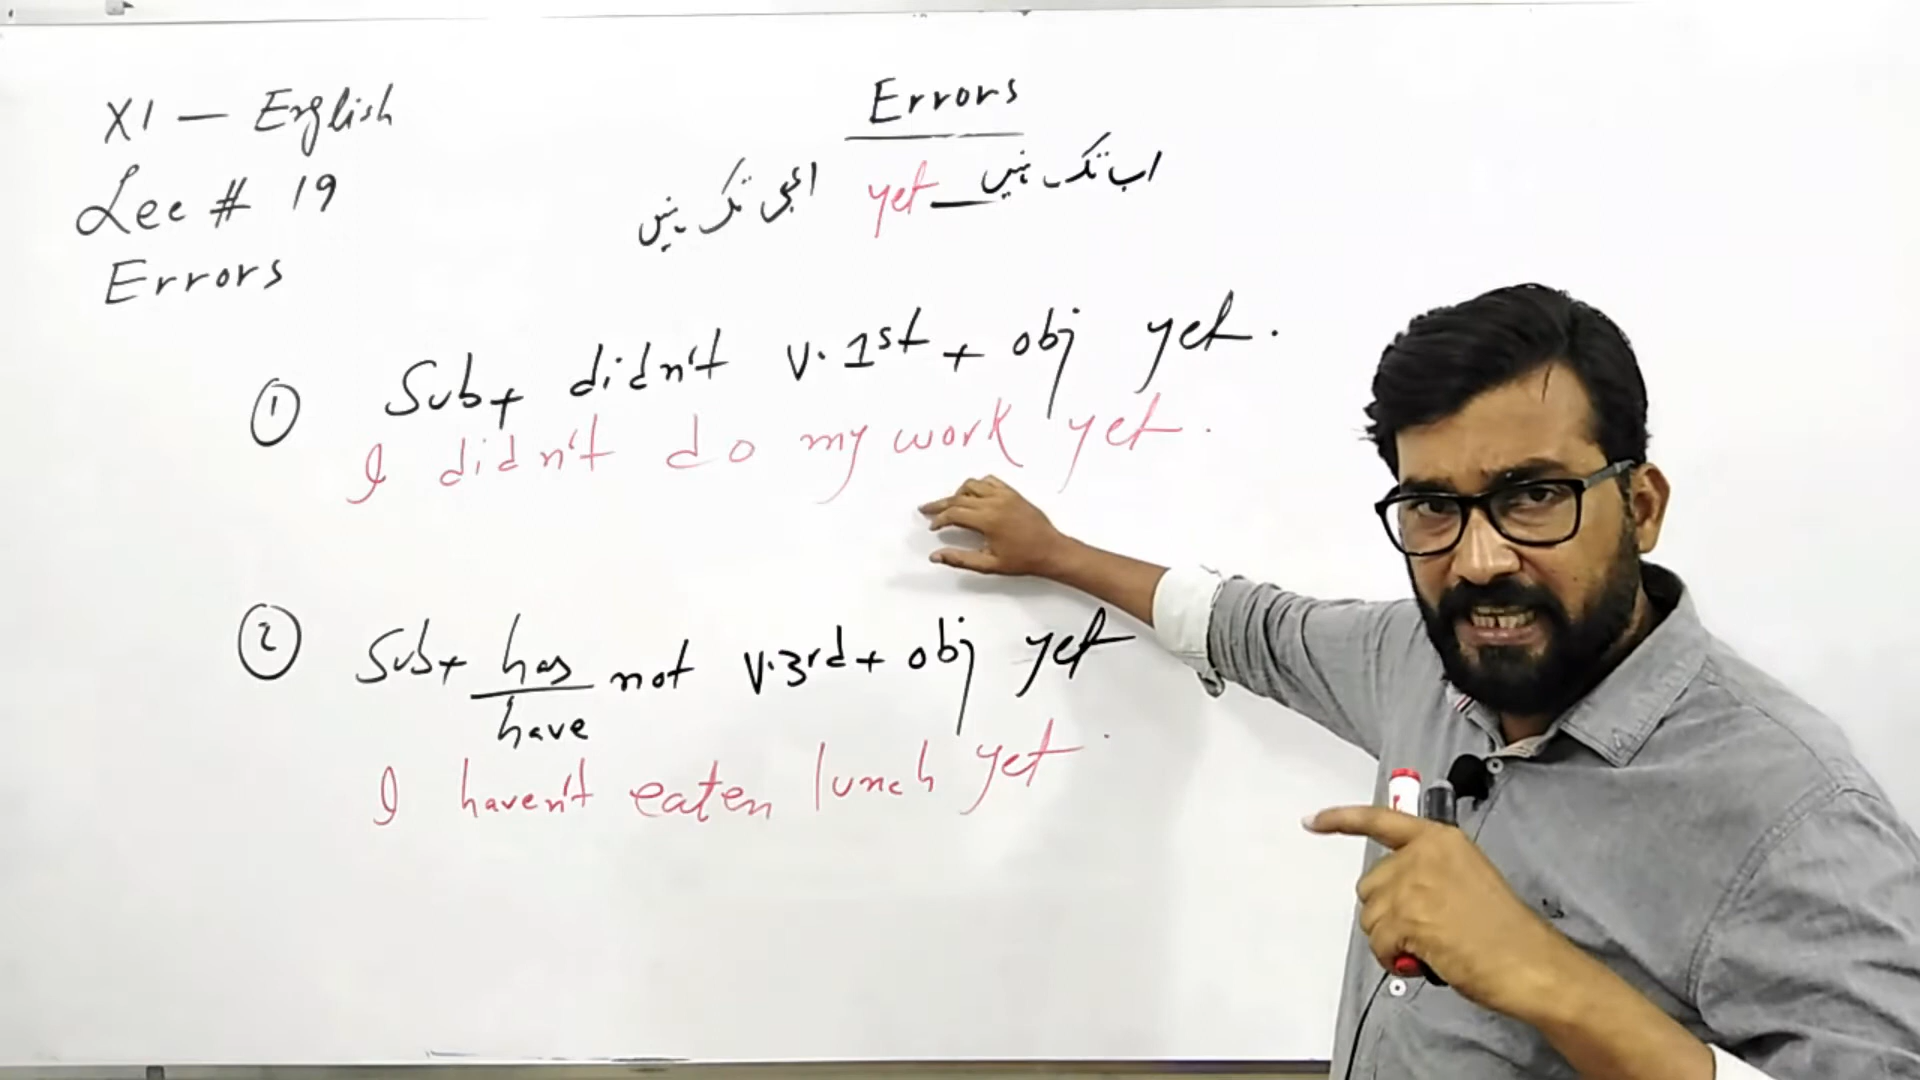 XI — English
Lec # 19
Errors
Errors
ابھی تک نہیں yet — اب تک نہیں
① Sub + didn't v.1st + obj yet.
I didn't do my work yet.
② Sub + has/have not v.3rd + obj yet
I haven't eaten lunch yet.